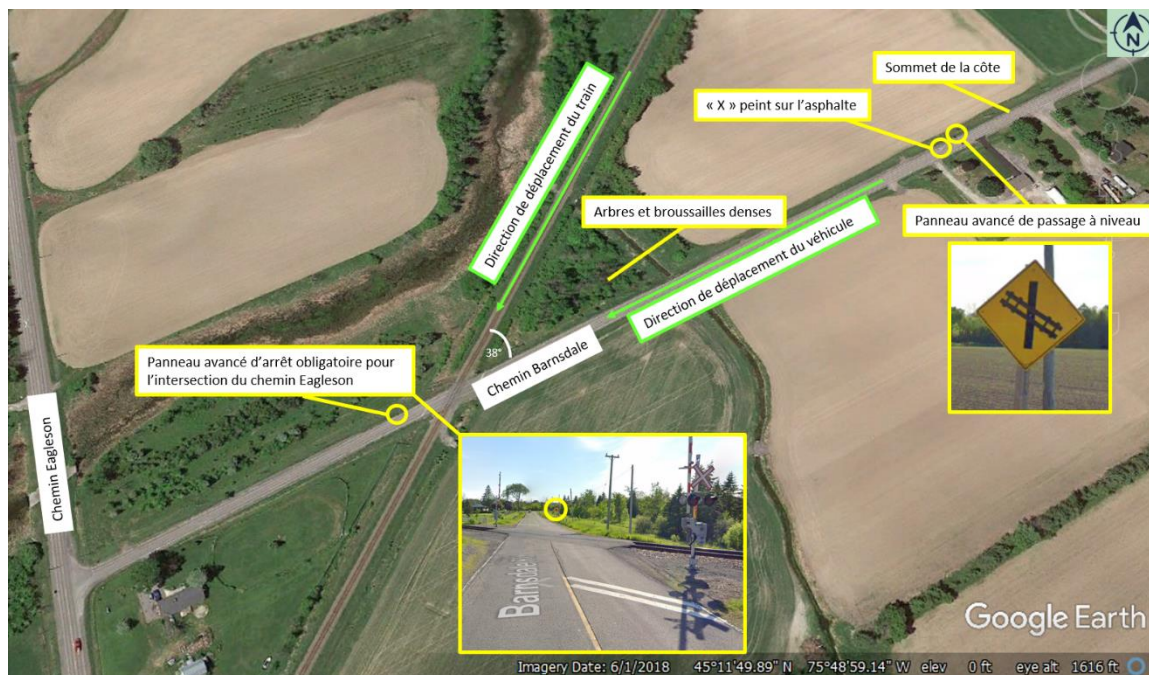 N
Sommet de la côte
« X » peint sur l'asphalte
Direction de déplacement du train
Arbres et broussailles denses
Panneau avancé de passage à niveau
Direction de déplacement du véhicule
38°
Panneau avancé d'arrêt obligatoire pour
l'intersection du chemin Eagleson
Chemin Barnsdale
Chemin Eagleson
Barnsdale
Google Earth
Imagery Date: 6/1/2018 45°11'49.89" N 75°48'59.14" W elev 0 ft eye alt 1616 ft